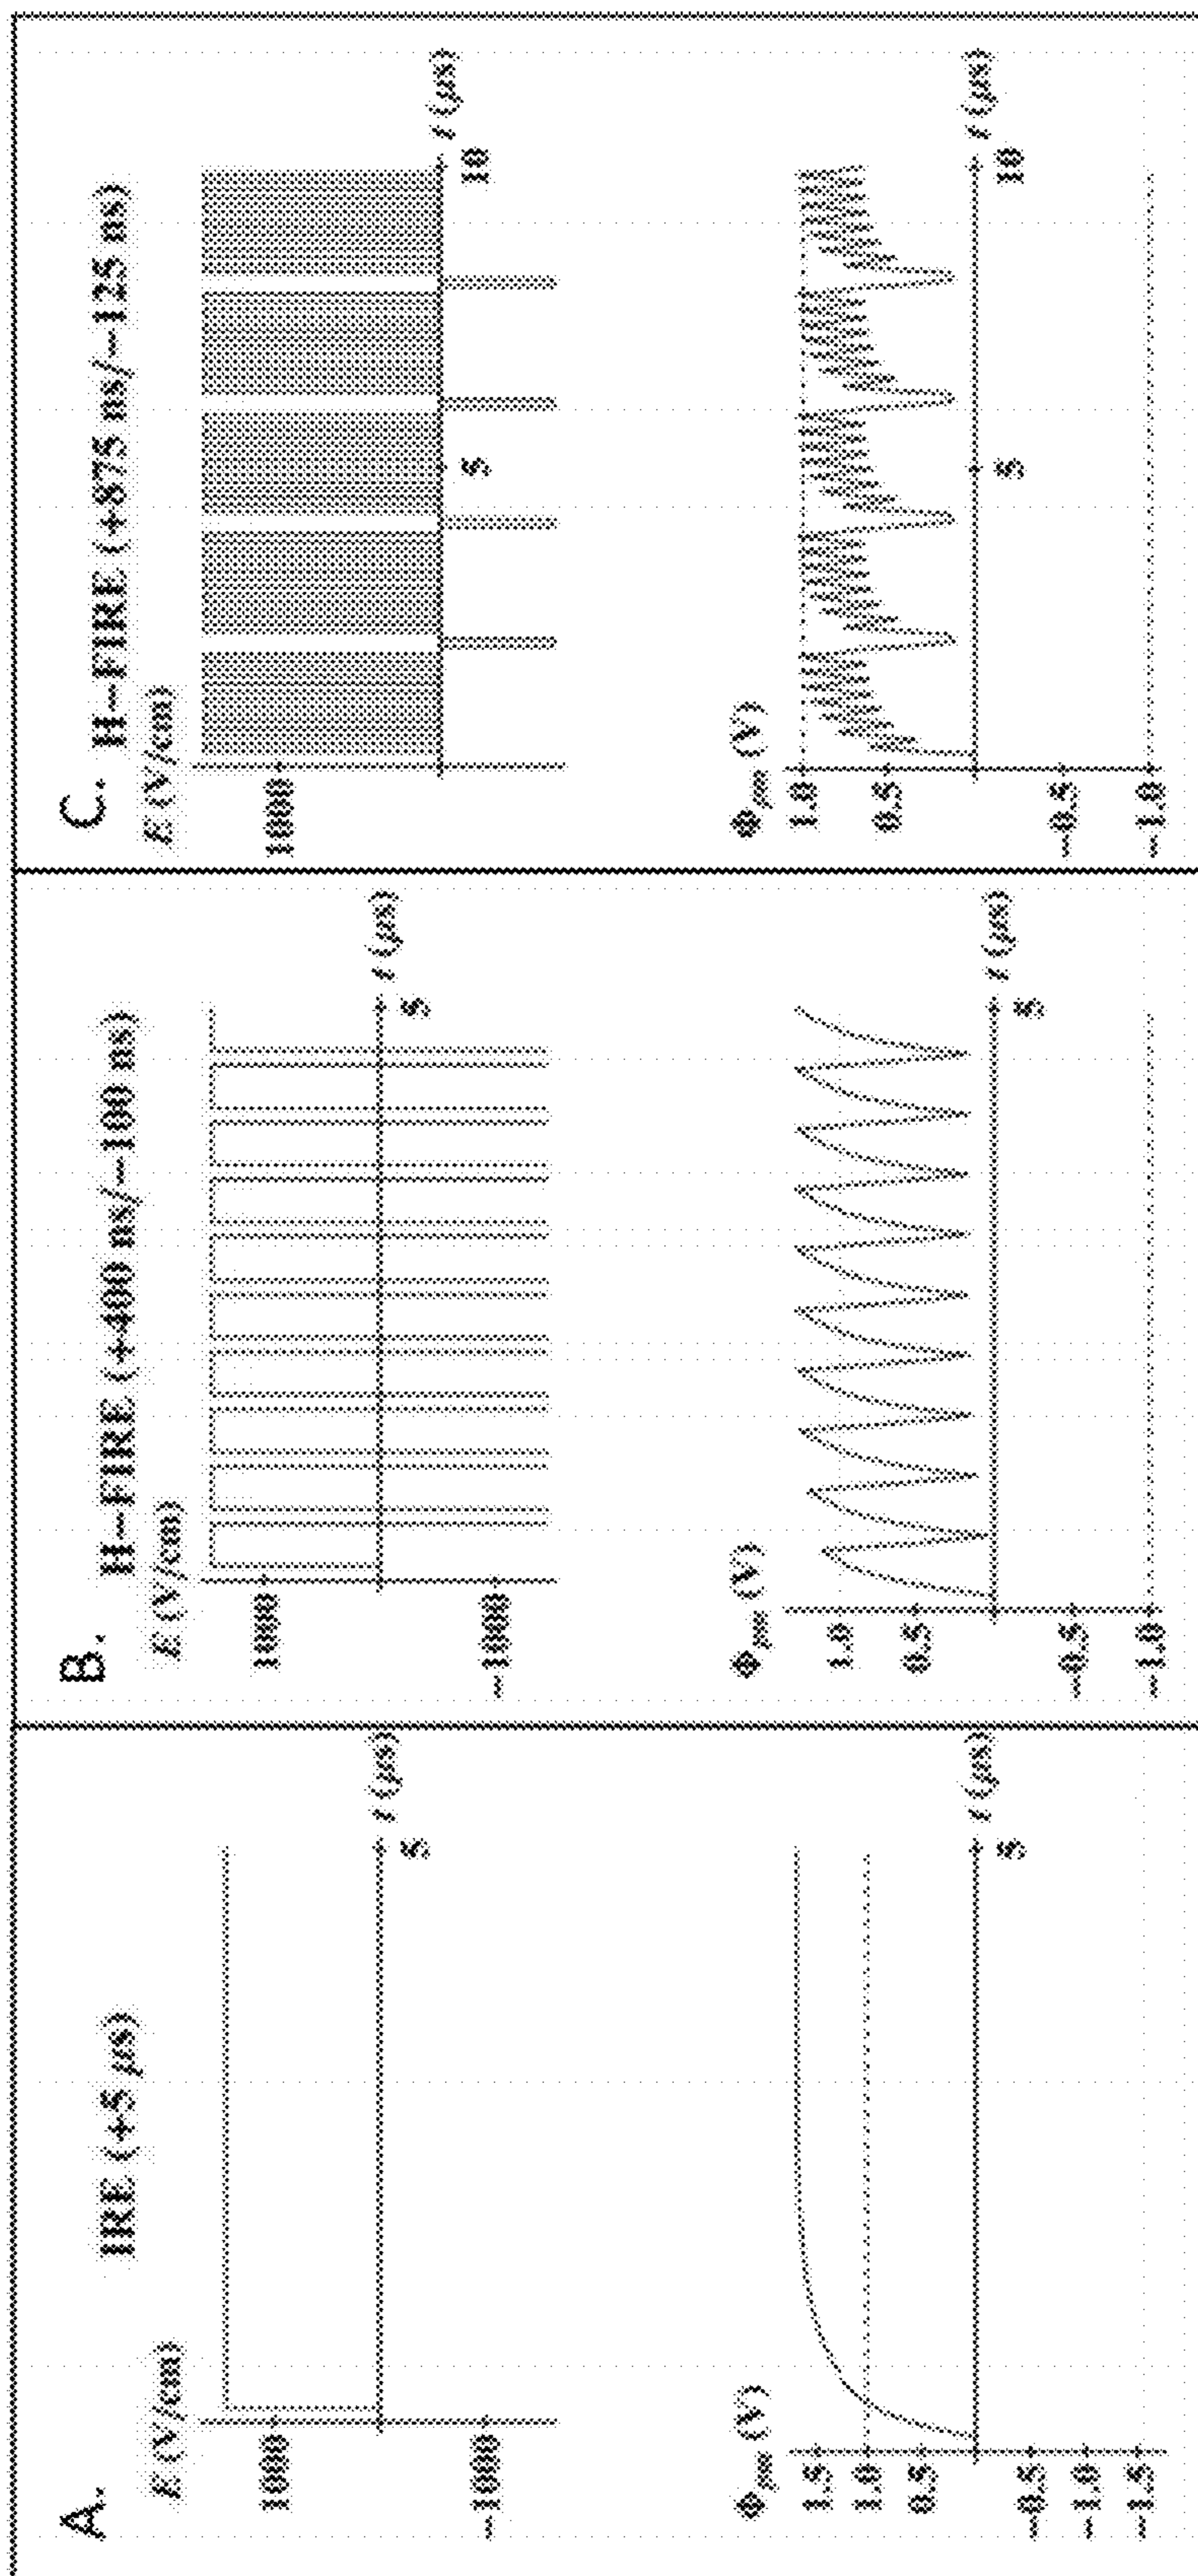 A.
IRE (+5 μs)
E (V/cm)
1000
−1000
5
t (μs)
Φpm (V)
1.5
1.0
0.5
−0.5
−1.0
−1.5
5
t (μs)
B.
H−FIRE (+400 ns/−100 ns)
E (V/cm)
1000
−1000
5
t (μs)
Φpm (V)
1.0
0.5
−0.5
−1.0
5
t (μs)
C.
H−FIRE (+875 ns/−125 ns)
E (V/cm)
1000
5
10
t (μs)
Φpm (V)
1.0
0.5
−0.5
−1.0
5
10
t (μs)